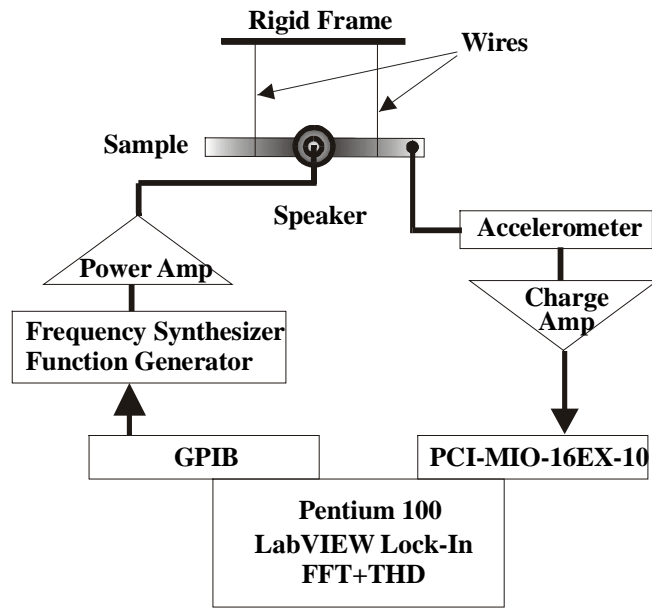 Rigid Frame
Wires
Sample
Speaker
Accelerometer
Power Amp
Charge
Amp
Frequency Synthesizer
Function Generator
GPIB
PCI-MIO-16EX-10
Pentium 100
LabVIEW Lock-In
FFT+THD